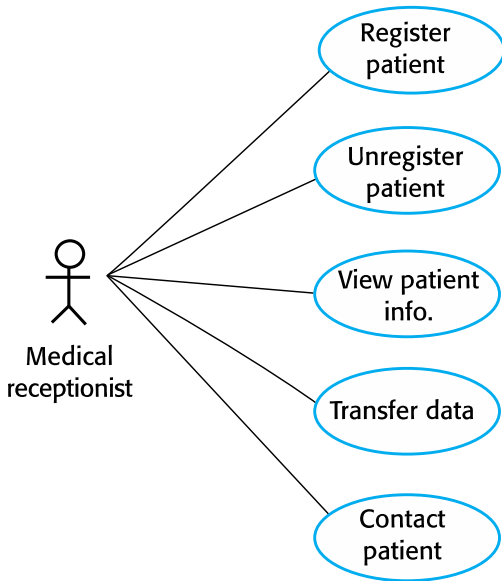 Register
patient
Unregister
patient
View patient
info.
Medical
receptionist
Transfer data
Contact
patient